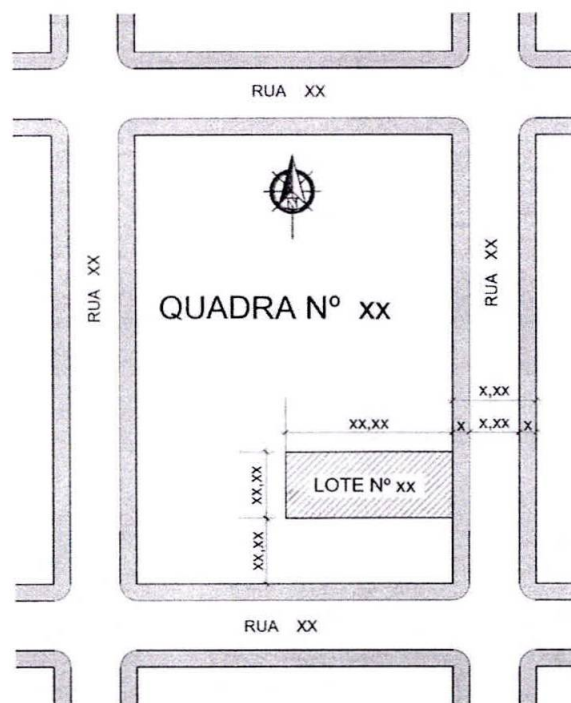 RUA XX
N
RUA XX
RUA XX
QUADRA Nº XX
X,XX
XX,XX
X
X,XX
X
XX,XX
LOTE Nº XX
XX,XX
RUA XX